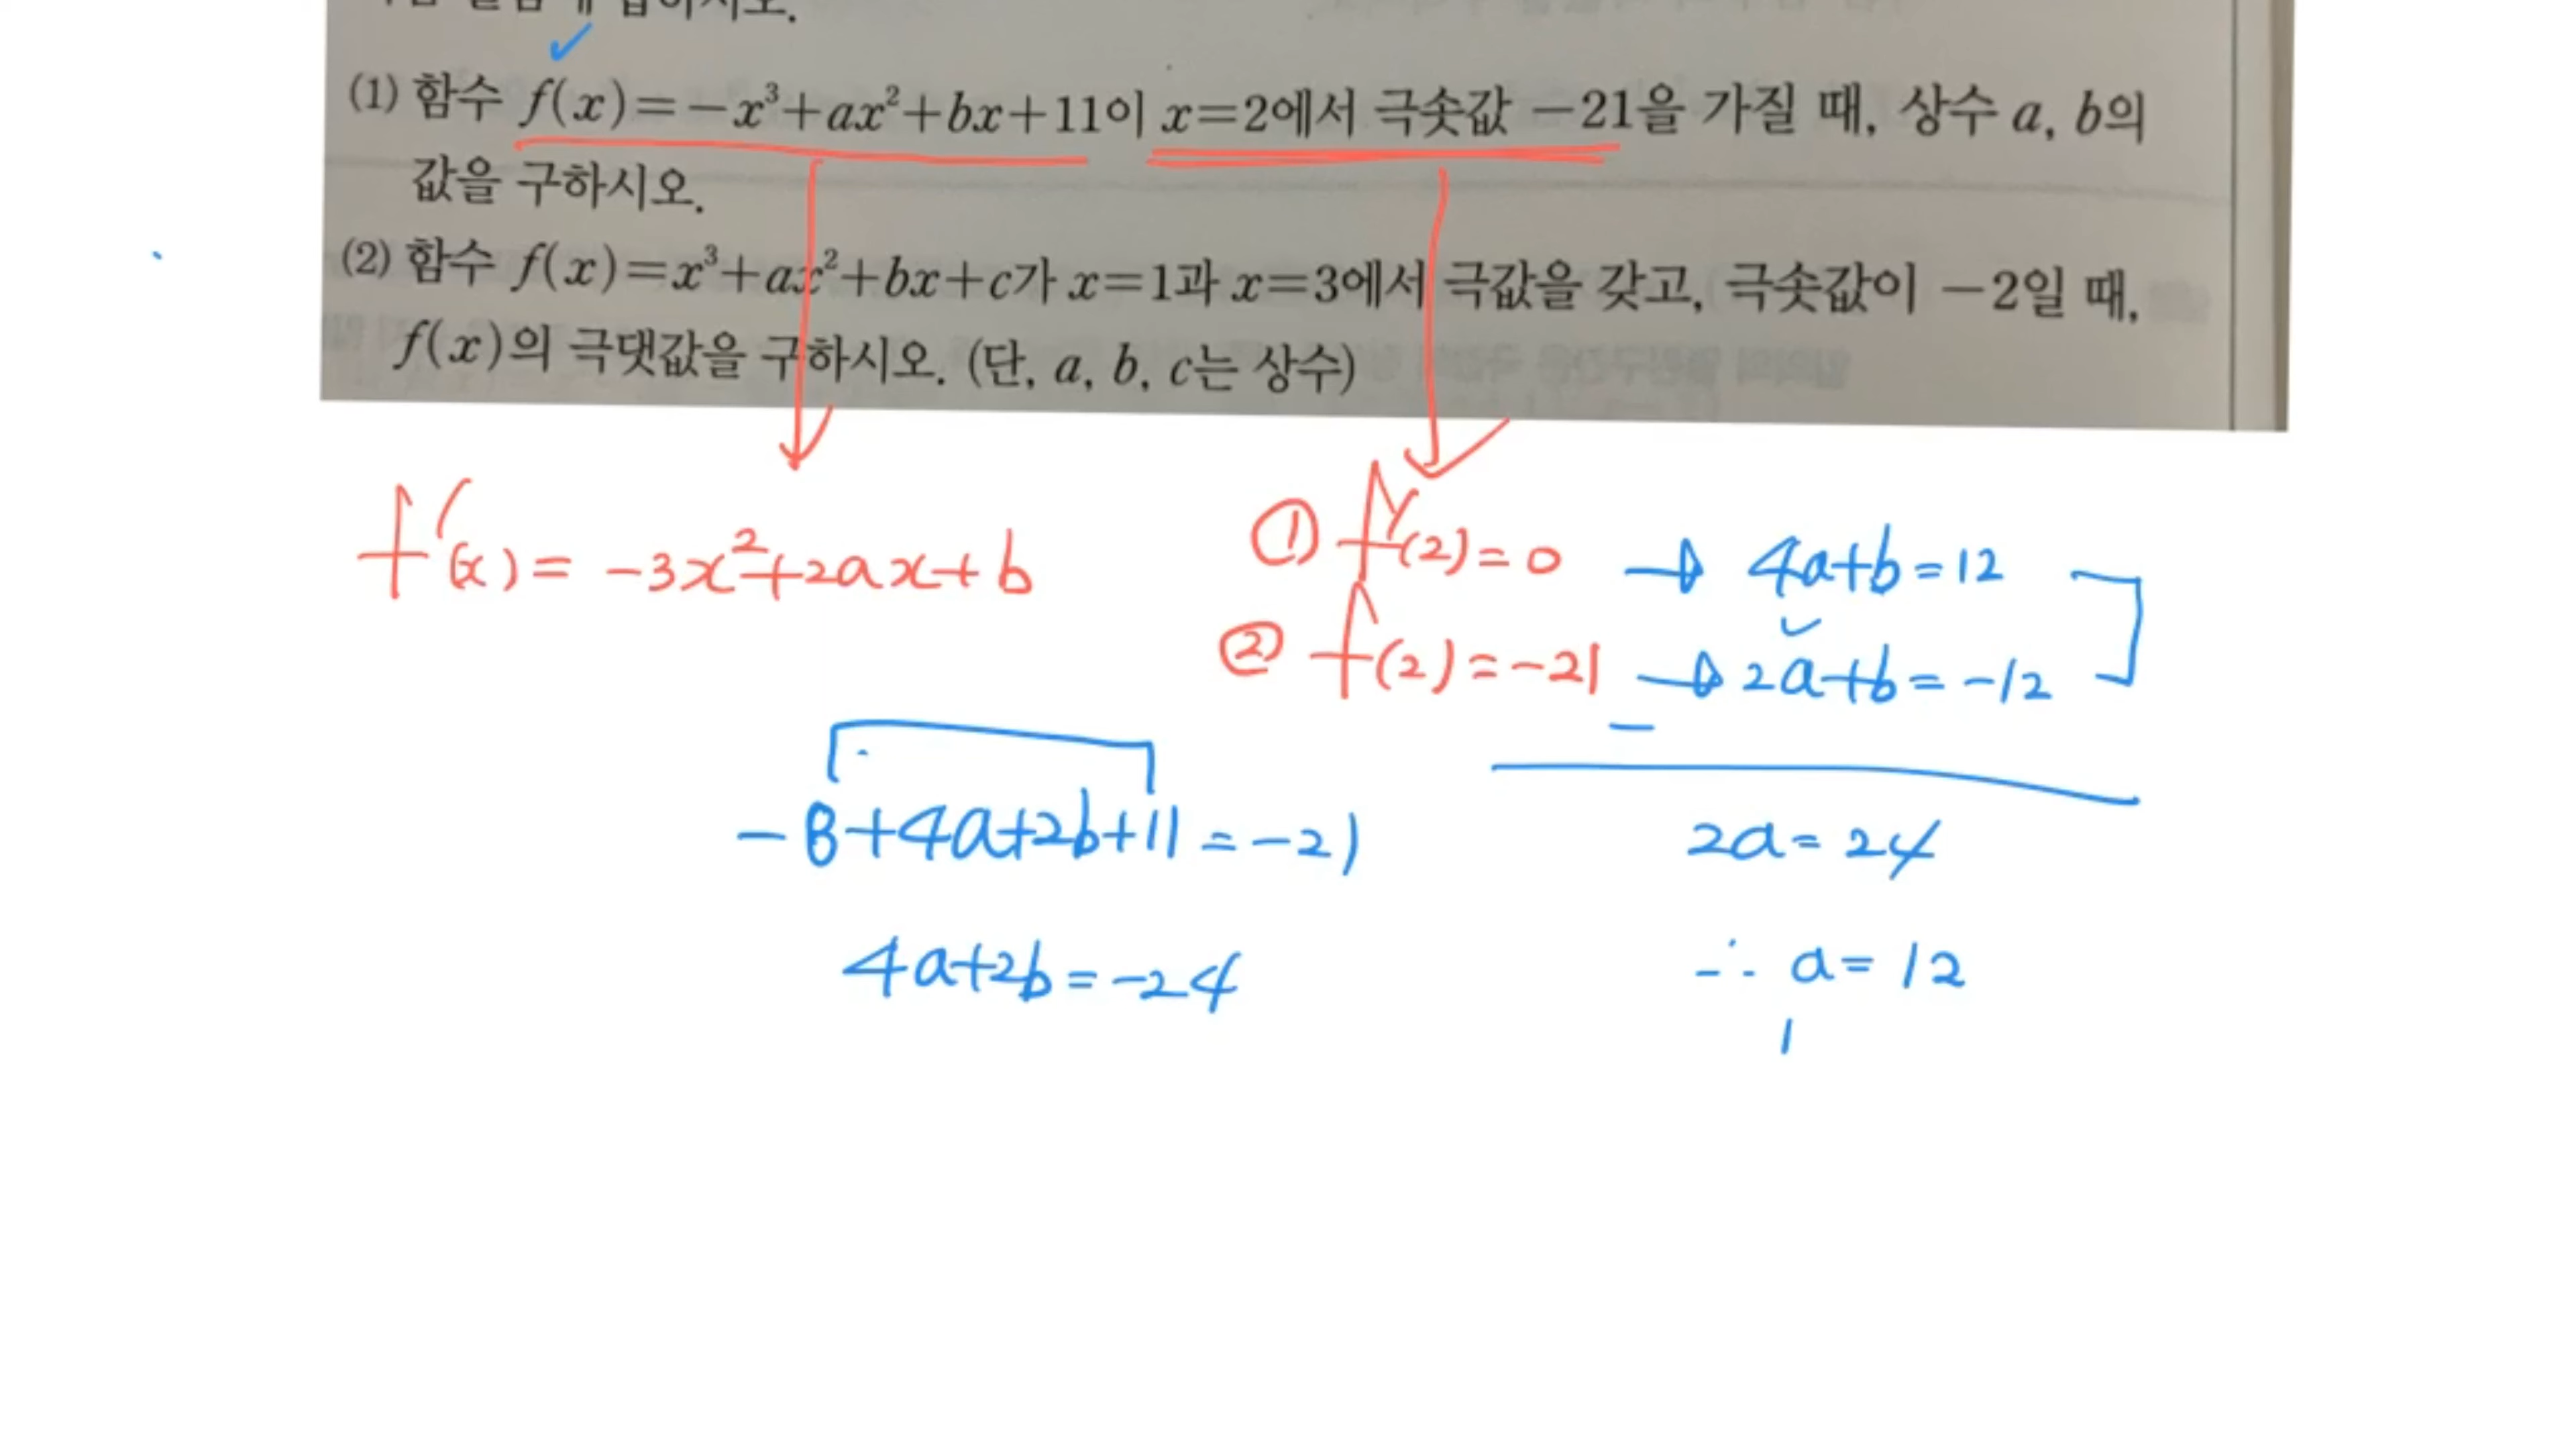 (1) 함수 f(x)=-x³+ax²+bx+11이 x=2에서 극솟값 -21을 가질 때, 상수 a, b의
값을 구하시오.
(2) 함수 f(x)=x³+ax²+bx+c가 x=1과 x=3에서 극값을 갖고, 극솟값이 -2일 때,
f(x)의 극댓값을 구하시오. (단, a, b, c는 상수)
f'(x) = -3x²+2ax+b
① f'(2)=0 → 4a+b=12
② f(2)=-21 → 2a+b=-12
-8+4a+2b+11=-21
2a=24
4a+2b=-24
∴ a=12